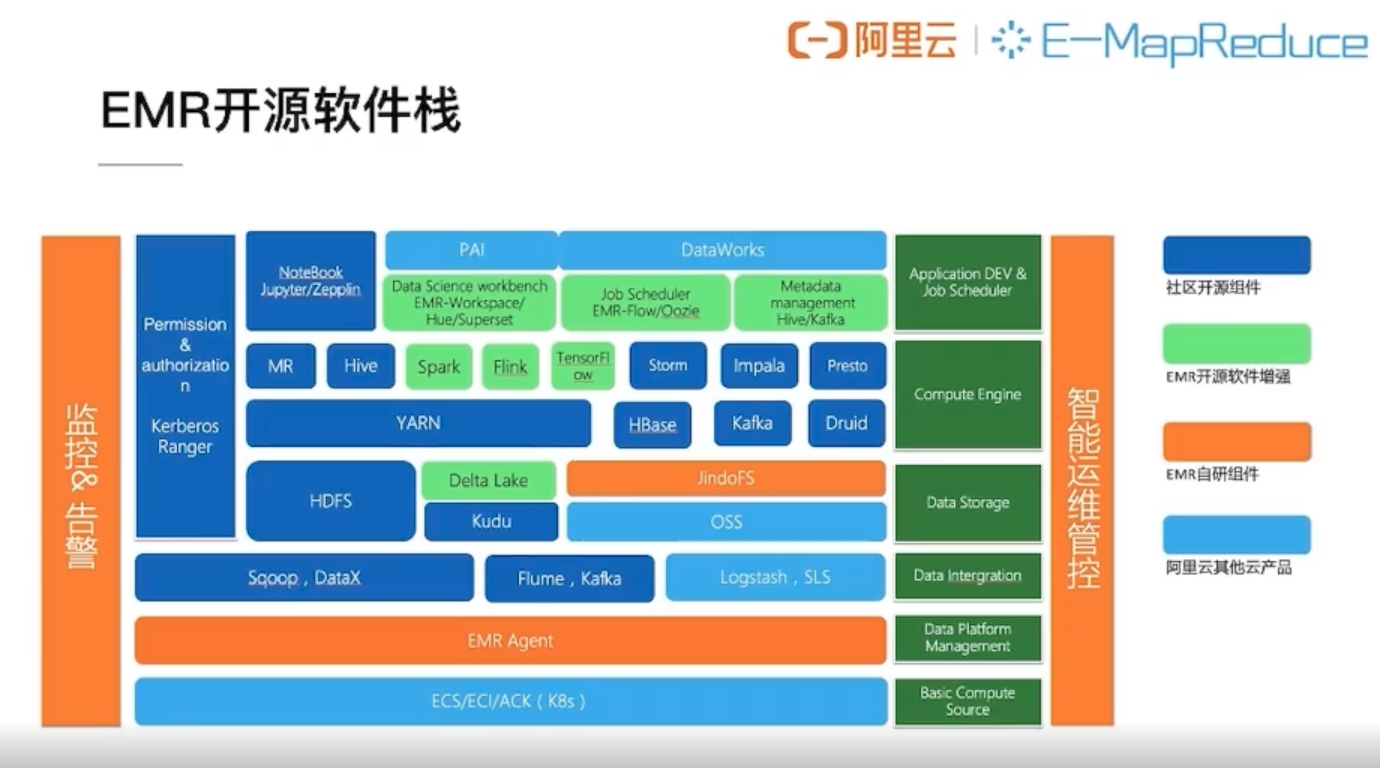 阿里云 | E-MapReduce
EMR开源软件栈
监控& 告警
Permission
&
authorizatio
n
Kerberos
Ranger
NoteBook
Jupyter/Zepplin
PAI
DataWorks
Data Science workbench
EMR-Workspace/
Hue/Superset
Job Scheduler
EMR-Flow/Oozie
Metadata
management
Hive/Kafka
Application DEV &
Job Scheduler
MR
Hive
Spark
Flink
TensorFl
ow
Storm
Impala
Presto
Compute Engine
YARN
HBase
Kafka
Druid
HDFS
Delta Lake
Kudu
JindoFS
OSS
Data Storage
Sqoop，DataX
Flume，Kafka
Logstash，SLS
Data Intergration
EMR Agent
Data Platform
Management
ECS/ECI/ACK（K8s）
Basic Compute
Source
智能运维管控
社区开源组件
EMR开源软件增强
EMR自研组件
阿里云其他云产品